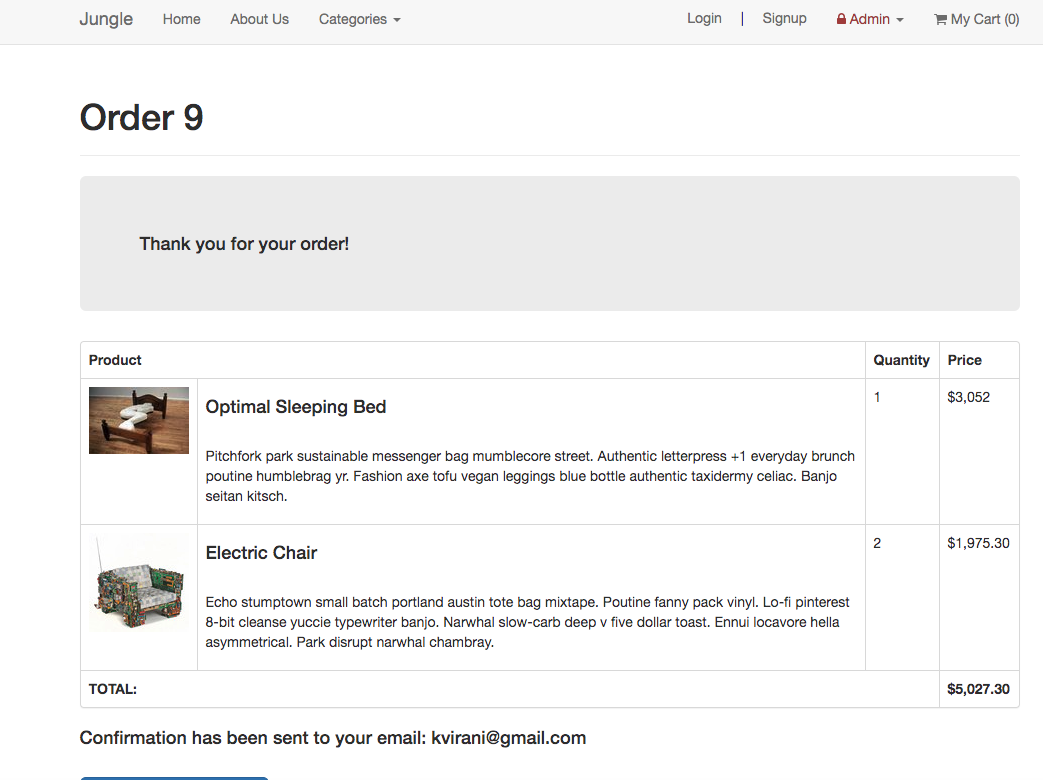 Jungle Home About Us Categories Login | Signup Admin My Cart (0)
Order 9
Thank you for your order!
Product Quantity Price
Optimal Sleeping Bed 1 $3,052
Pitchfork park sustainable messenger bag mumblecore street. Authentic letterpress +1 everyday brunch
poutine humblebrag yr. Fashion axe tofu vegan leggings blue bottle authentic taxidermy celiac. Banjo
seitan kitsch.
Electric Chair 2 $1,975.30
Echo stumptown small batch portland austin tote bag mixtape. Poutine fanny pack vinyl. Lo-fi pinterest
8-bit cleanse yuccie typewriter banjo. Narwhal slow-carb deep v five dollar toast. Ennui locavore hella
asymmetrical. Park disrupt narwhal chambray.
TOTAL: $5,027.30
Confirmation has been sent to your email: kvirani@gmail.com